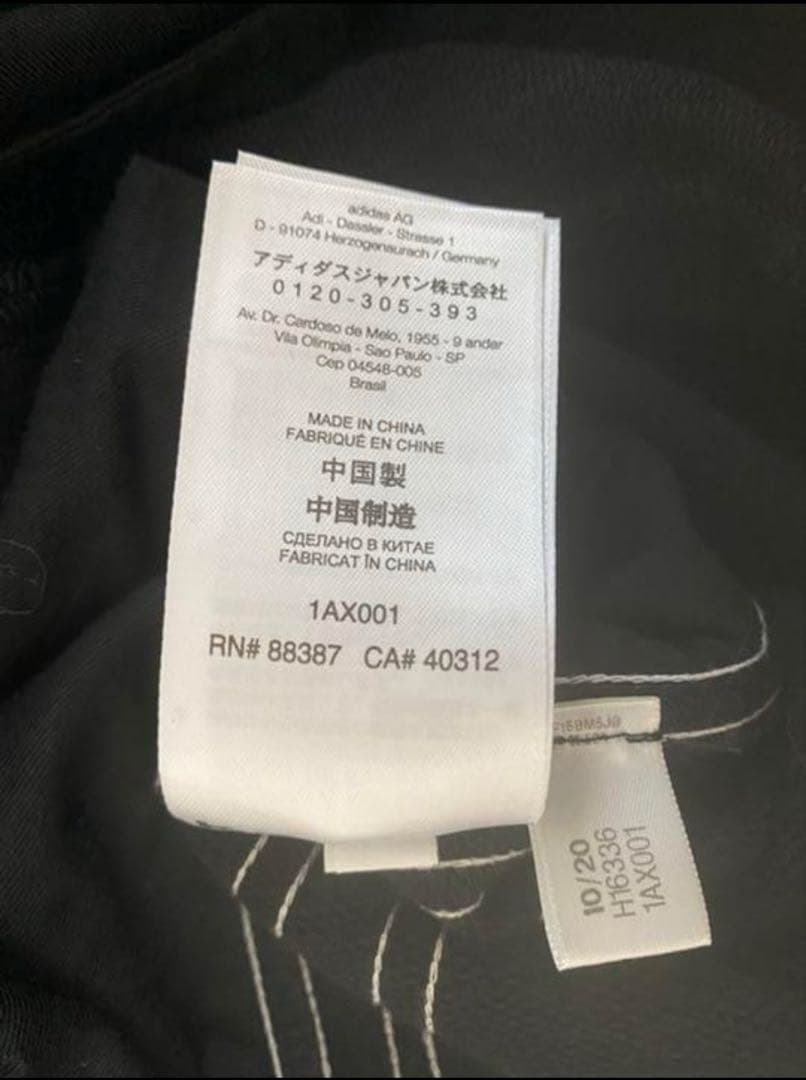 adidas AG
Adi - Dassler - Strasse 1
D - 91074 Herzogenaurach / Germany
アディダスジャパン株式会社
0120-305-393
Av. Dr. Cardoso de Melo, 1955 - 9 andar
Vila Olimpia - Sao Paulo - SP
Cep 04548-005
Brasil
MADE IN CHINA
FABRIQUÉ EN CHINE
中国製
中国制造
СДЕЛАНО В КИТАЕ
FABRICAT ÎN CHINA
1AX001
RN# 88387 CA# 40312
10/20
H16336
1AX001